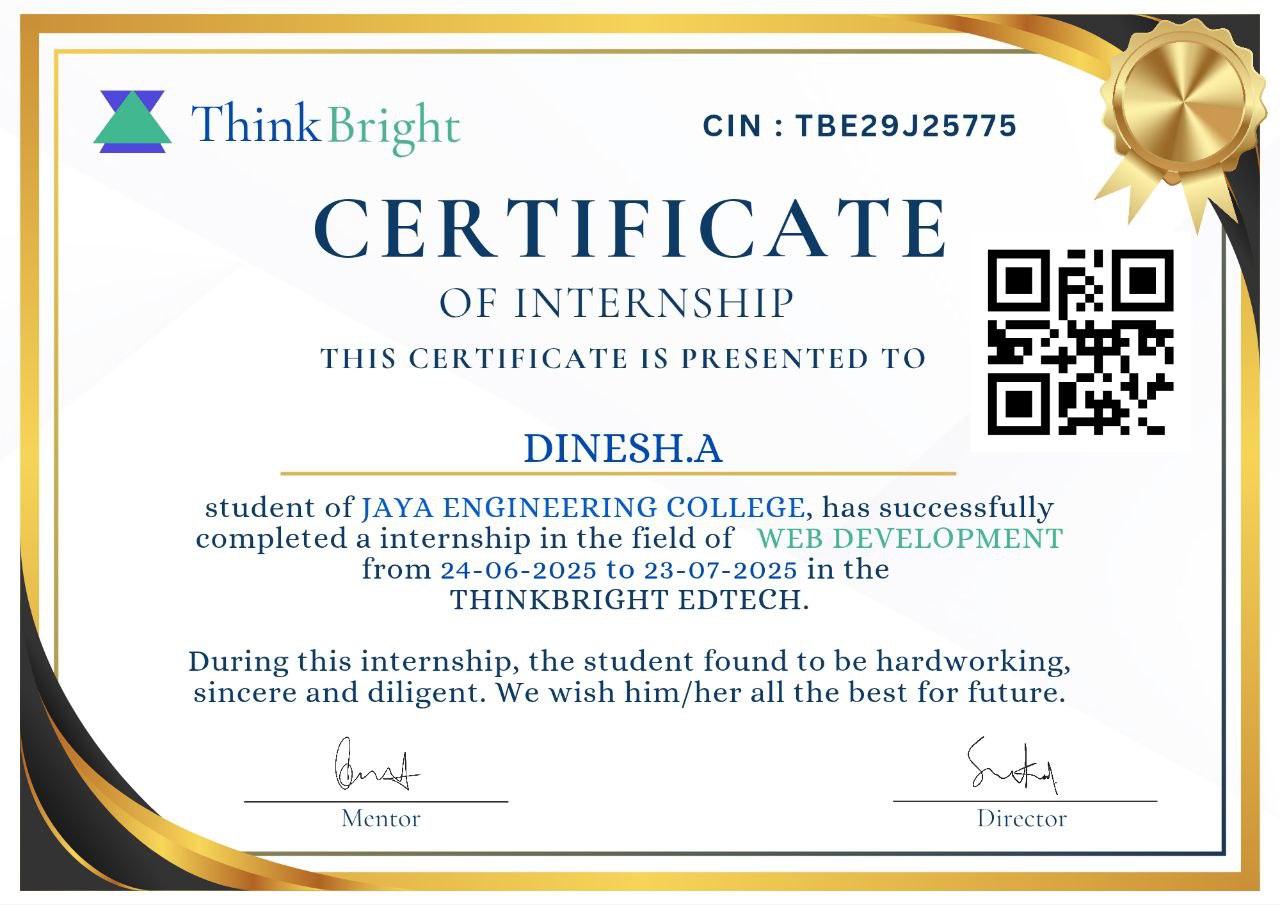 Think Bright
CIN : TBE29J25775
CERTIFICATE
OF INTERNSHIP
THIS CERTIFICATE IS PRESENTED TO
DINESH.A
student of JAYA ENGINEERING COLLEGE, has successfully
completed a internship in the field of WEB DEVELOPMENT
from 24-06-2025 to 23-07-2025 in the
THINKBRIGHT EDTECH.
During this internship, the student found to be hardworking,
sincere and diligent. We wish him/her all the best for future.
Mentor
Director